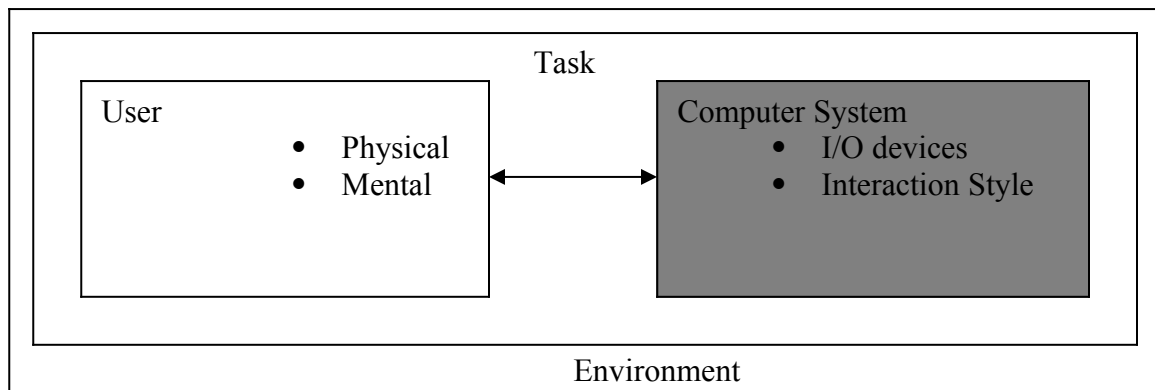 Task
User
• Physical
• Mental
Computer System
• I/O devices
• Interaction Style
Environment